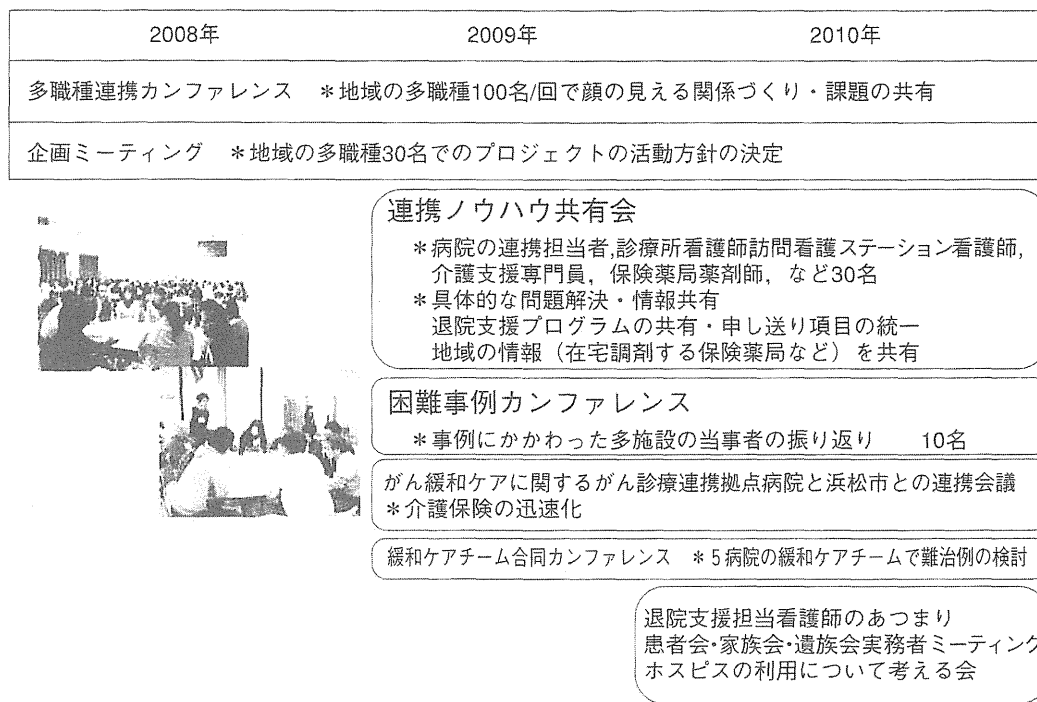 2008年 2009年 2010年
多職種連携カンファレンス ＊地域の多職種100名/回で顔の見える関係づくり・課題の共有
企画ミーティング ＊地域の多職種30名でのプロジェクトの活動方針の決定
連携ノウハウ共有会
＊病院の連携担当者,診療所看護師訪問看護ステーション看護師,
介護支援専門員，保険薬局薬剤師，など30名
＊具体的な問題解決・情報共有
退院支援プログラムの共有・申し送り項目の統一
地域の情報（在宅調剤する保険薬局など）を共有
困難事例カンファレンス
＊事例にかかわった多施設の当事者の振り返り 10名
がん緩和ケアに関するがん診療連携拠点病院と浜松市との連携会議
＊介護保険の迅速化
緩和ケアチーム合同カンファレンス ＊5病院の緩和ケアチームで難治例の検討
退院支援担当看護師のあつまり
患者会・家族会・遺族会実務者ミーティング
ホスピスの利用について考える会